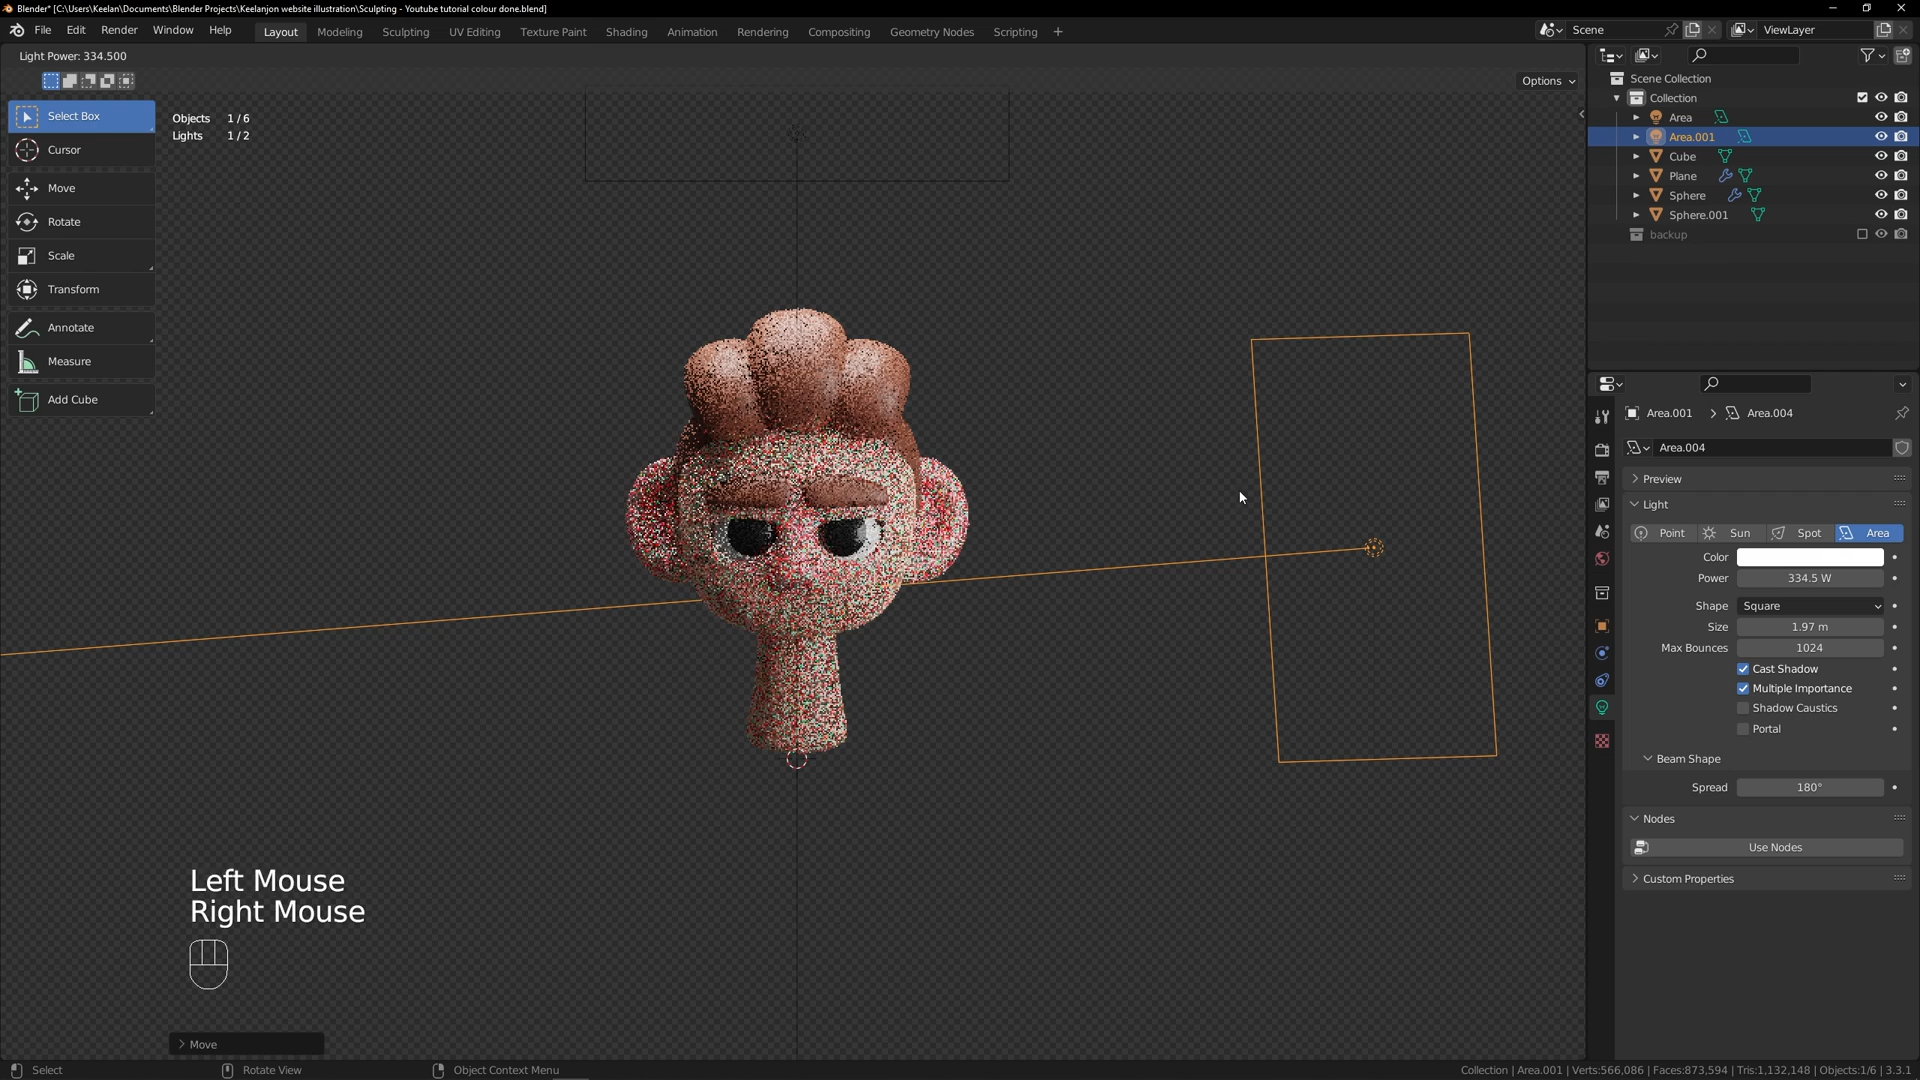 Blender* [C:\Users\Keelan\Documents\Blender Projects\Keelanjon website illustration\Sculpting - Youtube tutorial colour done.blend]
File Edit Render Window Help
Layout Modeling Sculpting UV Editing Texture Paint Shading Animation Rendering Compositing Geometry Nodes Scripting +
Scene
ViewLayer
Light Power: 334.500
Options
Select Box
Cursor
Move
Rotate
Scale
Transform
Annotate
Measure
Add Cube
Objects 1 / 6
Lights 1 / 2
Left Mouse
Right Mouse
Move
Scene Collection
Collection
Area
Area.001
Cube
Plane
Sphere
Sphere.001
backup
Area.001 Area.004
Area.004
Preview
Light
Point Sun Spot Area
Color
Power 334.5 W
Shape Square
Size 1.97 m
Max Bounces 1024
Cast Shadow
Multiple Importance
Shadow Caustics
Portal
Beam Shape
Spread 180°
Nodes
Use Nodes
Custom Properties
Select Rotate View Object Context Menu
Collection | Area.001 | Verts:566,086 | Faces:873,594 | Tris:1,132,148 | Objects:1/6 | 3.3.1